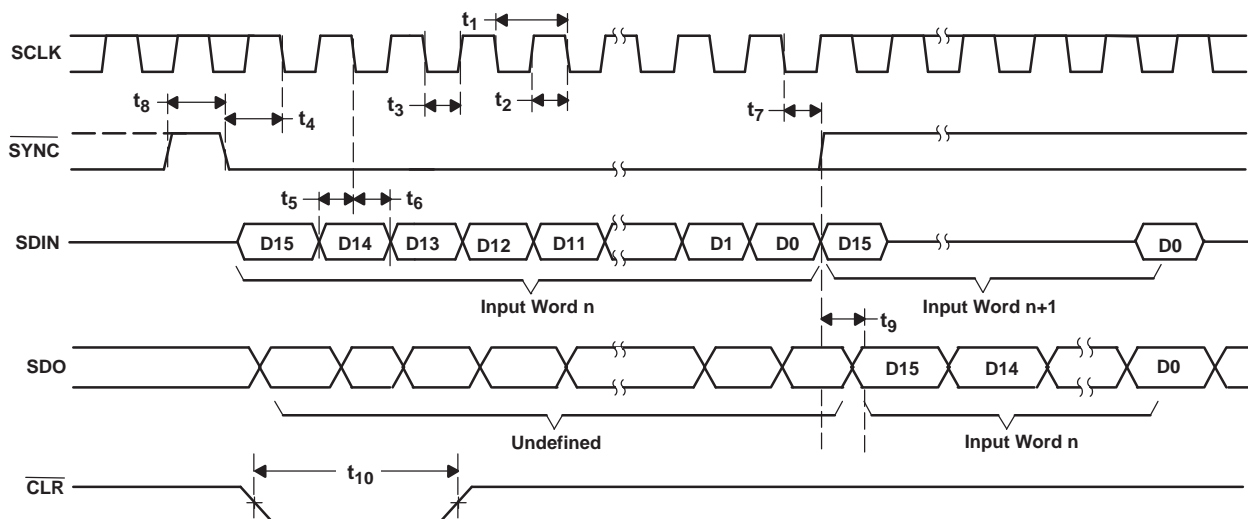 t1
SCLK
t8
t4
t3
t2
t7
SYNC
t5
t6
SDIN
D15
D14
D13
D12
D11
D1
D0
D15
D0
Input Word n
Input Word n+1
t9
SDO
D15
D14
D0
Undefined
Input Word n
t10
CLR